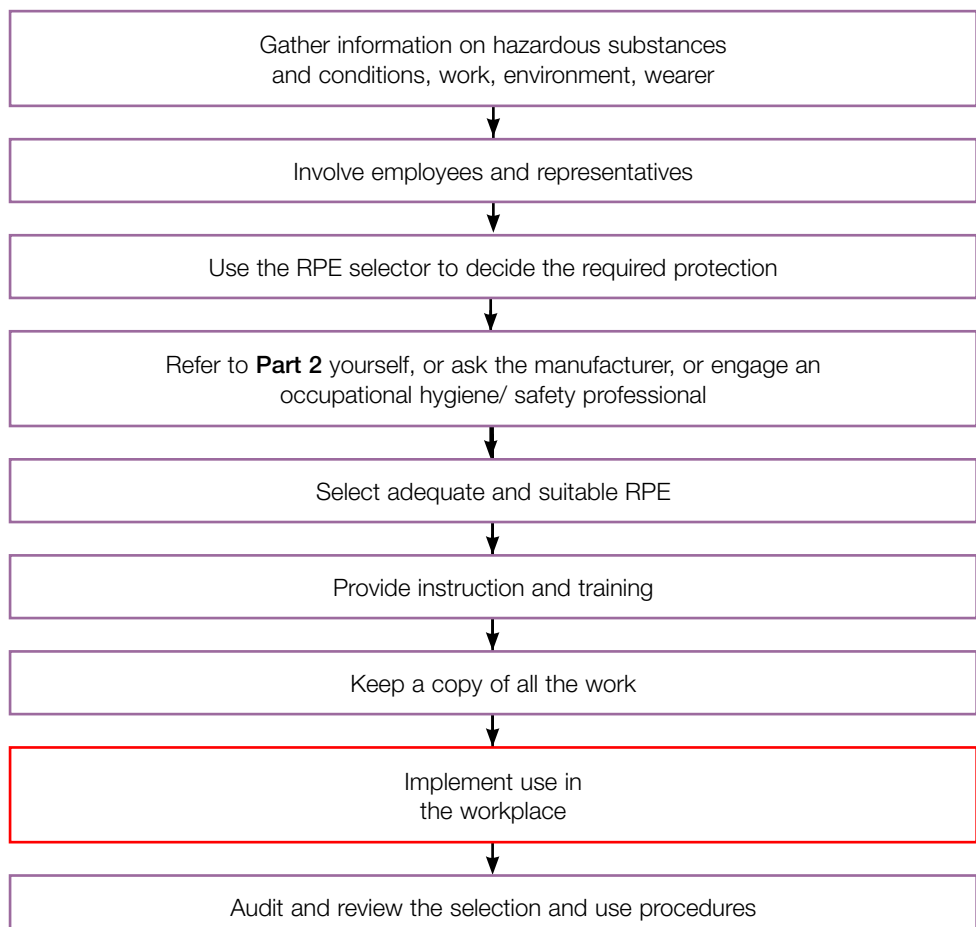 Gather information on hazardous substances
and conditions, work, environment, wearer
Involve employees and representatives
Use the RPE selector to decide the required protection
Refer to Part 2 yourself, or ask the manufacturer, or engage an
occupational hygiene/ safety professional
Select adequate and suitable RPE
Provide instruction and training
Keep a copy of all the work
Implement use in
the workplace
Audit and review the selection and use procedures